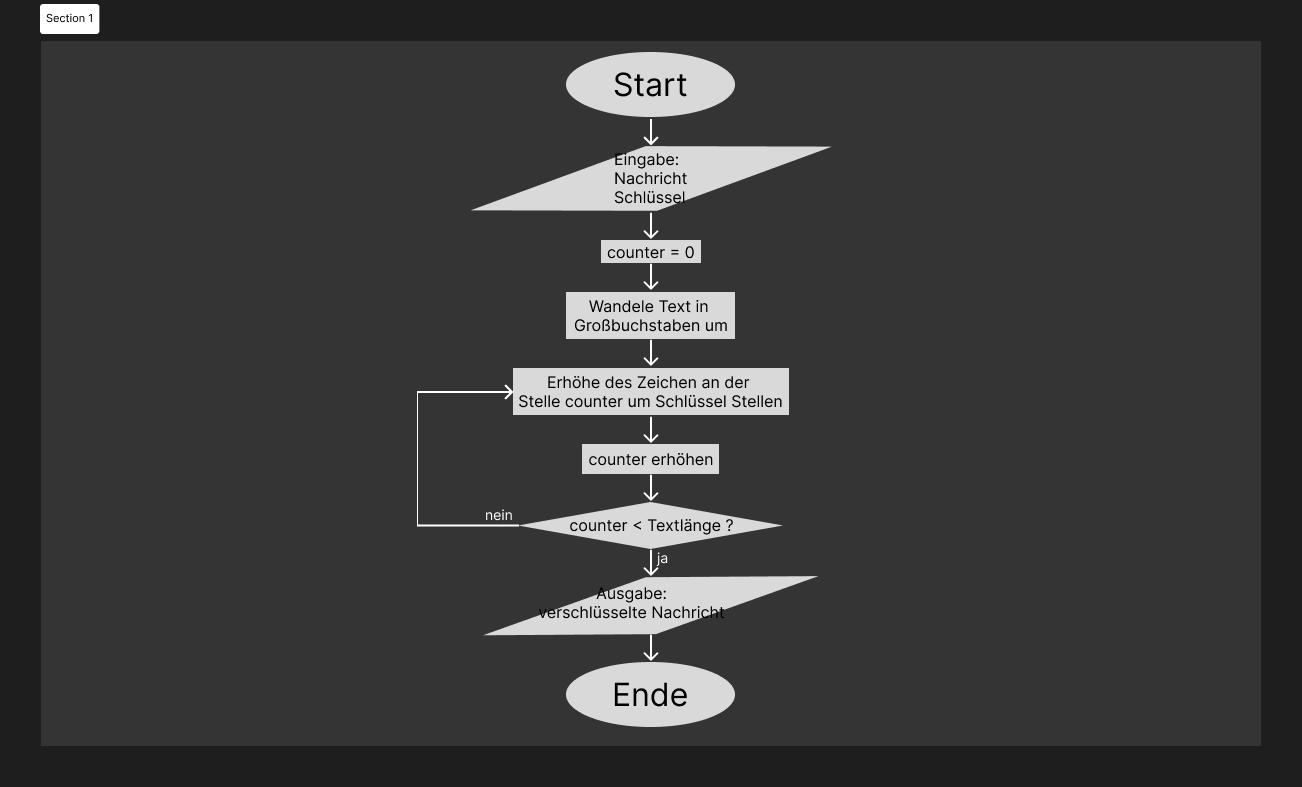 Section 1
Start
Eingabe:
Nachricht
Schlüssel
counter = 0
Wandele Text in
Großbuchstaben um
Erhöhe des Zeichen an der
Stelle counter um Schlüssel Stellen
counter erhöhen
nein
counter < Textlänge ?
ja
Ausgabe:
verschlüsselte Nachricht
Ende